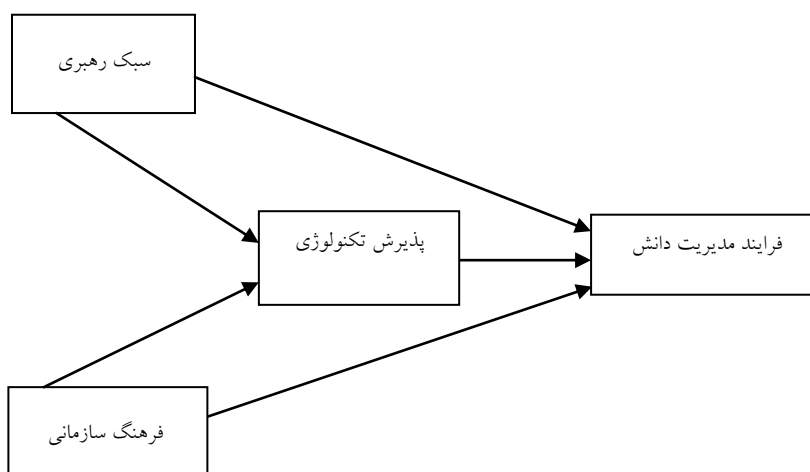 سبک رهبری
پذیرش تکنولوژی
فرایند مدیریت دانش
فرهنگ سازمانی